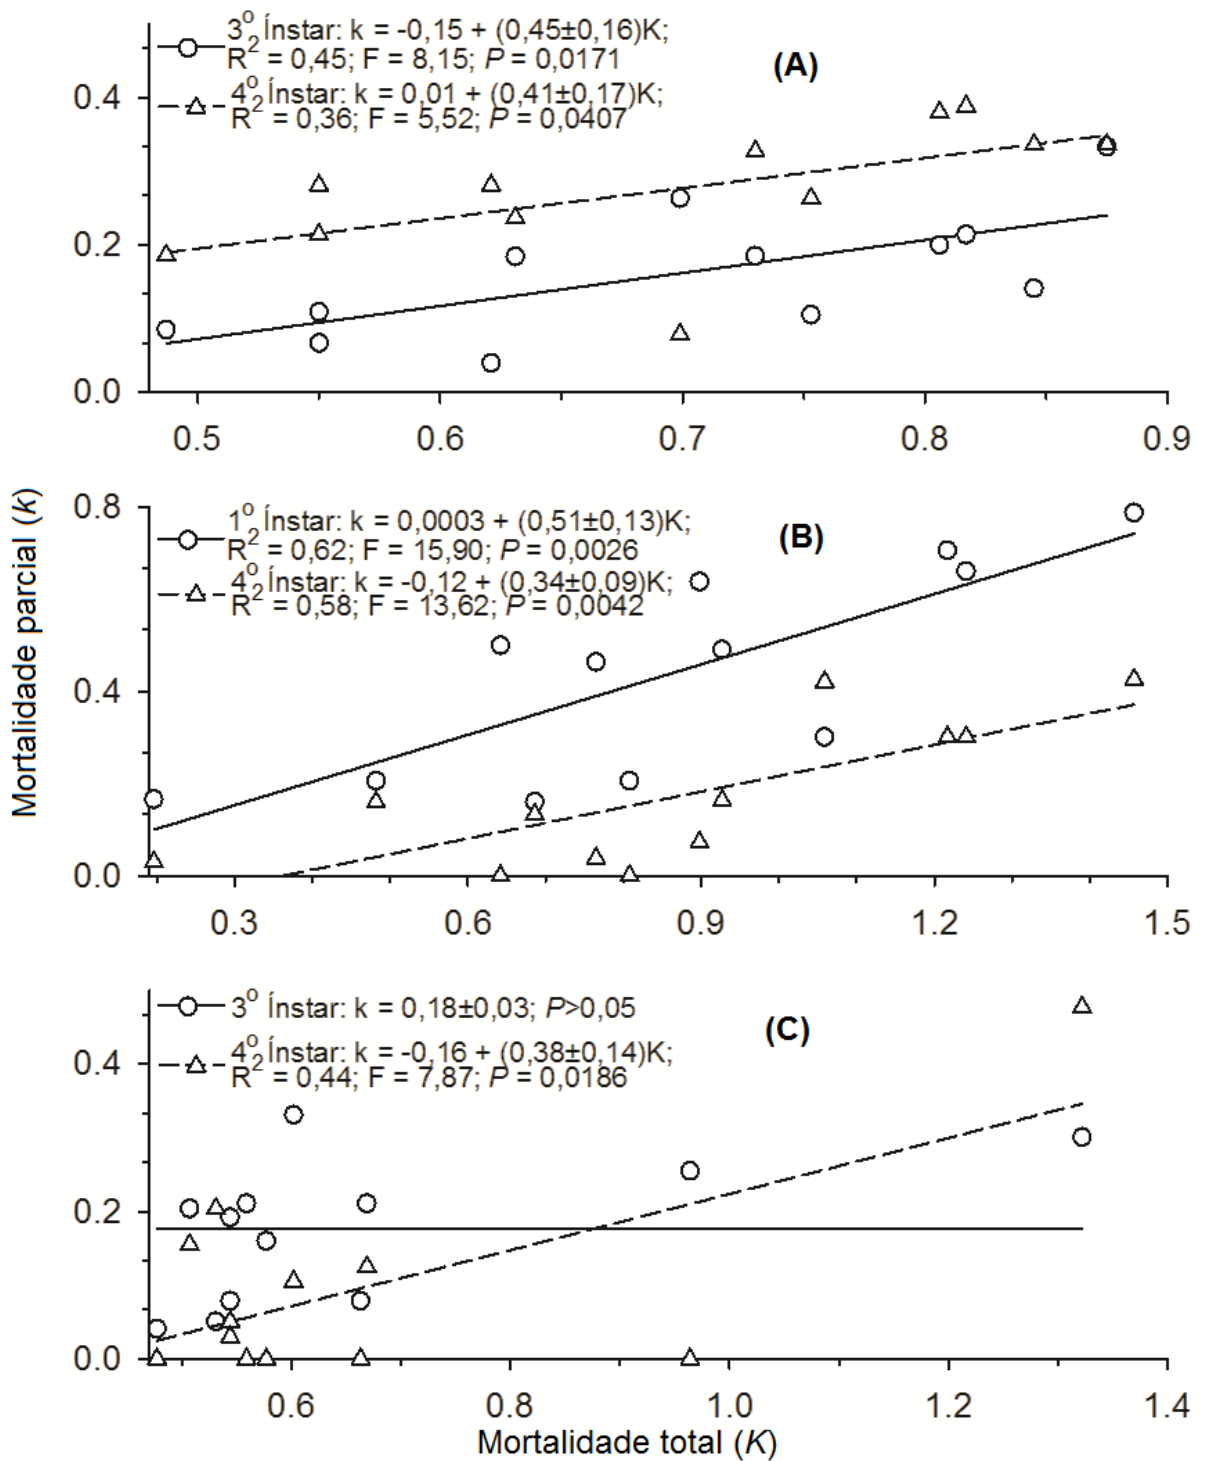 3º Ínstar: k = -0,15 + (0,45±0,16)K;
R² = 0,45; F = 8,15; P = 0,0171
(A)
4º Ínstar: k = 0,01 + (0,41±0,17)K;
R² = 0,36; F = 5,52; P = 0,0407
0.4
0.2
0.0
0.5 0.6 0.7 0.8 0.9
Mortalidade parcial (k)
0.8
1º Ínstar: k = 0,0003 + (0,51±0,13)K;
R² = 0,62; F = 15,90; P = 0,0026
(B)
4º Ínstar: k = -0,12 + (0,34±0,09)K;
R² = 0,58; F = 13,62; P = 0,0042
0.4
0.0
0.3 0.6 0.9 1.2 1.5
3º Ínstar: k = 0,18±0,03; P>0,05
(C)
4º Ínstar: k = -0,16 + (0,38±0,14)K;
R² = 0,44; F = 7,87; P = 0,0186
0.4
0.2
0.0
0.6 0.8 1.0 1.2 1.4
Mortalidade total (K)